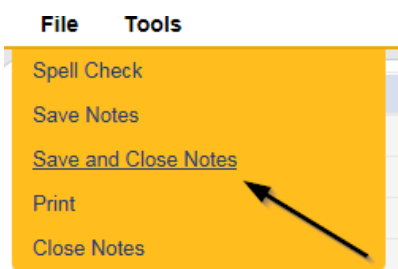 File Tools
Spell Check
Save Notes
Save and Close Notes
Print
Close Notes